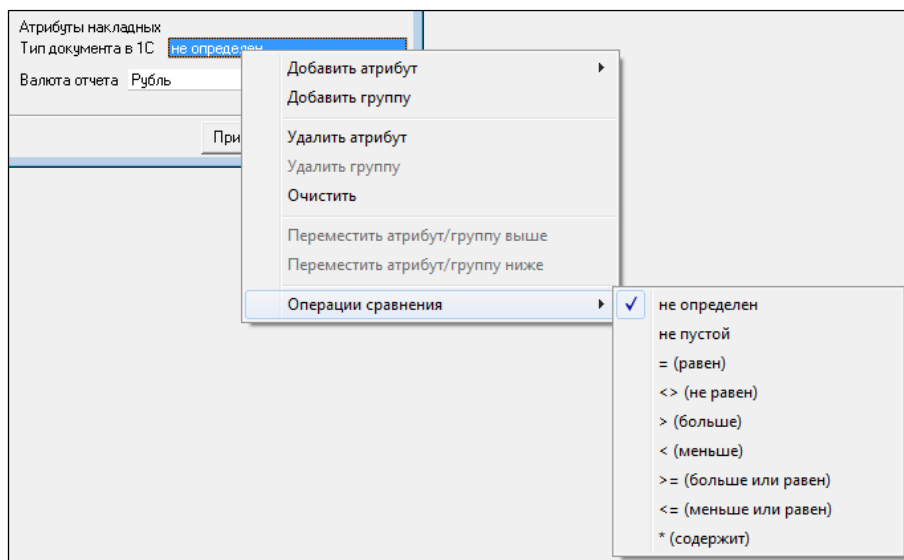 Атрибуты накладных
Тип документа в 1С не определен
Валюта отчета Рубль
При
Добавить атрибут
Добавить группу
Удалить атрибут
Удалить группу
Очистить
Переместить атрибут/группу выше
Переместить атрибут/группу ниже
Операции сравнения
не определен
не пустой
= (равен)
<> (не равен)
> (больше)
< (меньше)
>= (больше или равен)
<= (меньше или равен)
* (содержит)